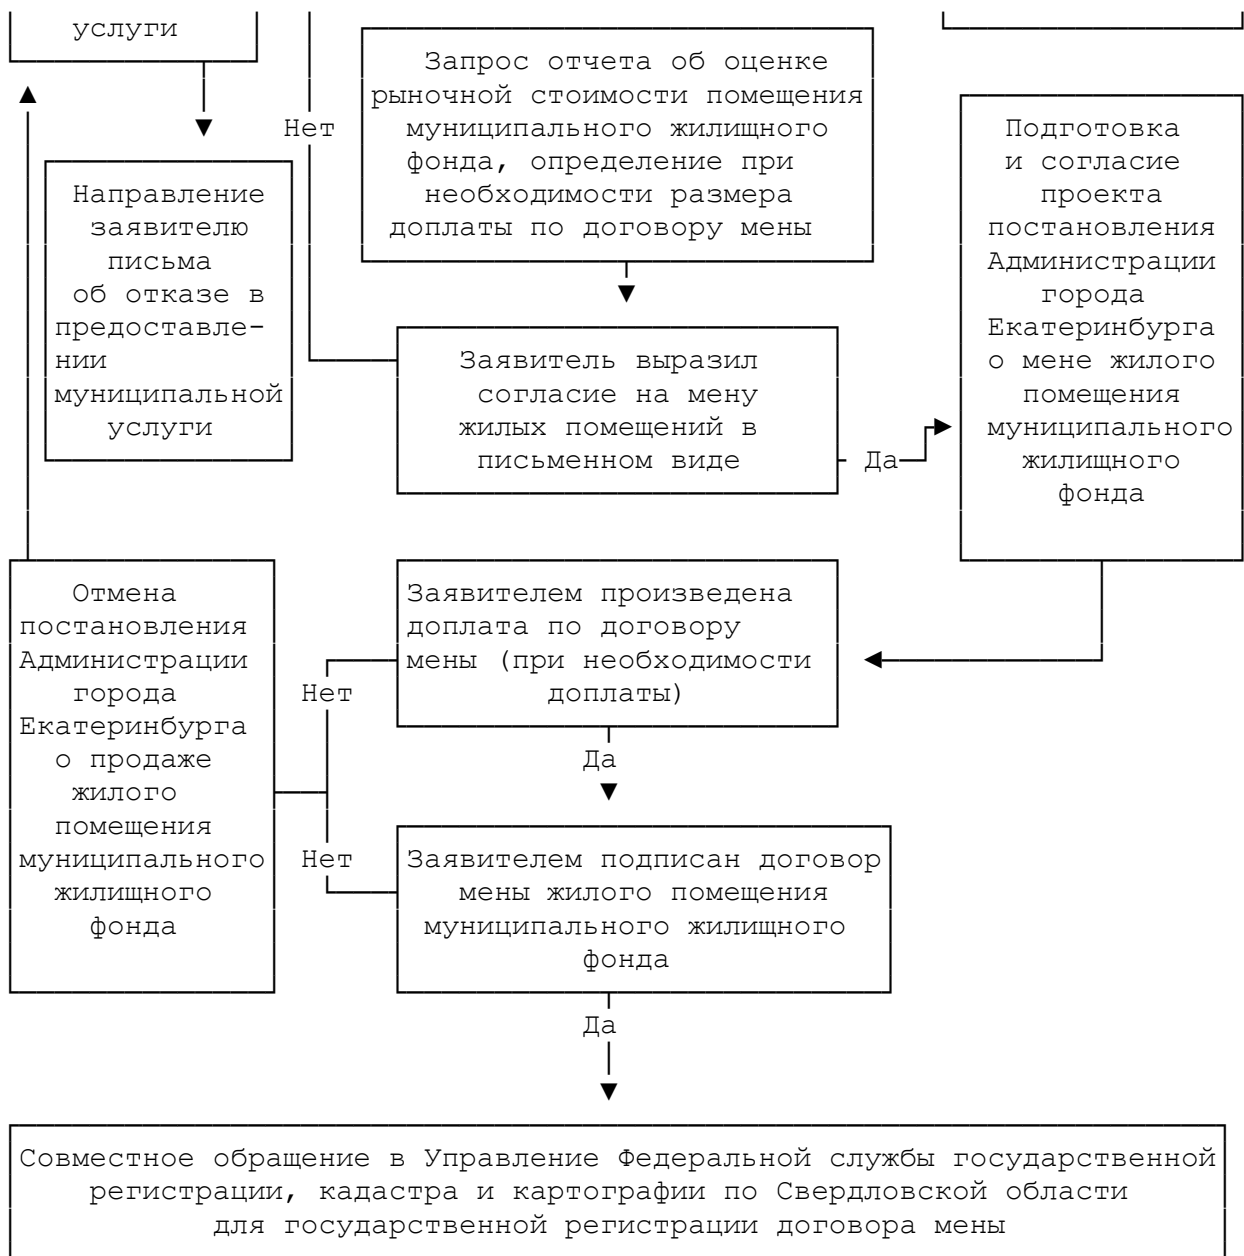 услуги
Запрос отчета об оценке
рыночной стоимости помещения
муниципального жилищного
фонда, определение при
необходимости размера
доплаты по договору мены
Нет
Направление
заявителю
письма
об отказе в
предоставле-
нии
муниципальной
услуги
Заявитель выразил
согласие на мену
жилых помещений в
письменном виде
Да
Подготовка
и согласие
проекта
постановления
Администрации
города
Екатеринбурга
о мене жилого
помещения
муниципального
жилищного
фонда
Отмена
постановления
Администрации
города
Екатеринбурга
о продаже
жилого
помещения
муниципального
жилищного
фонда
Нет
Заявителем произведена
доплата по договору
мены (при необходимости
доплаты)
Да
Нет
Заявителем подписан договор
мены жилого помещения
муниципального жилищного
фонда
Да
Совместное обращение в Управление Федеральной службы государственной
регистрации, кадастра и картографии по Свердловской области
для государственной регистрации договора мены